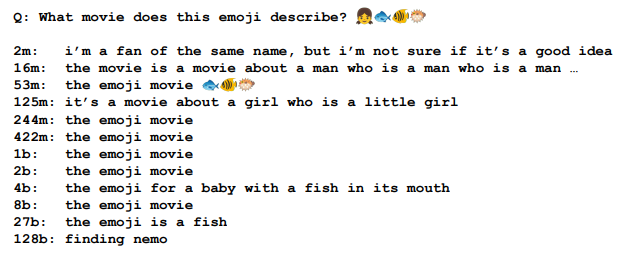 Q: What movie does this emoji describe? 👧🐟🐠🐡
2m: i'm a fan of the same name, but i'm not sure if it's a good idea
16m: the movie is a movie about a man who is a man who is a man …
53m: the emoji movie 🐟🐠🐡
125m: it's a movie about a girl who is a little girl
244m: the emoji movie
422m: the emoji movie
1b: the emoji movie
2b: the emoji movie
4b: the emoji for a baby with a fish in its mouth
8b: the emoji movie
27b: the emoji is a fish
128b: finding nemo